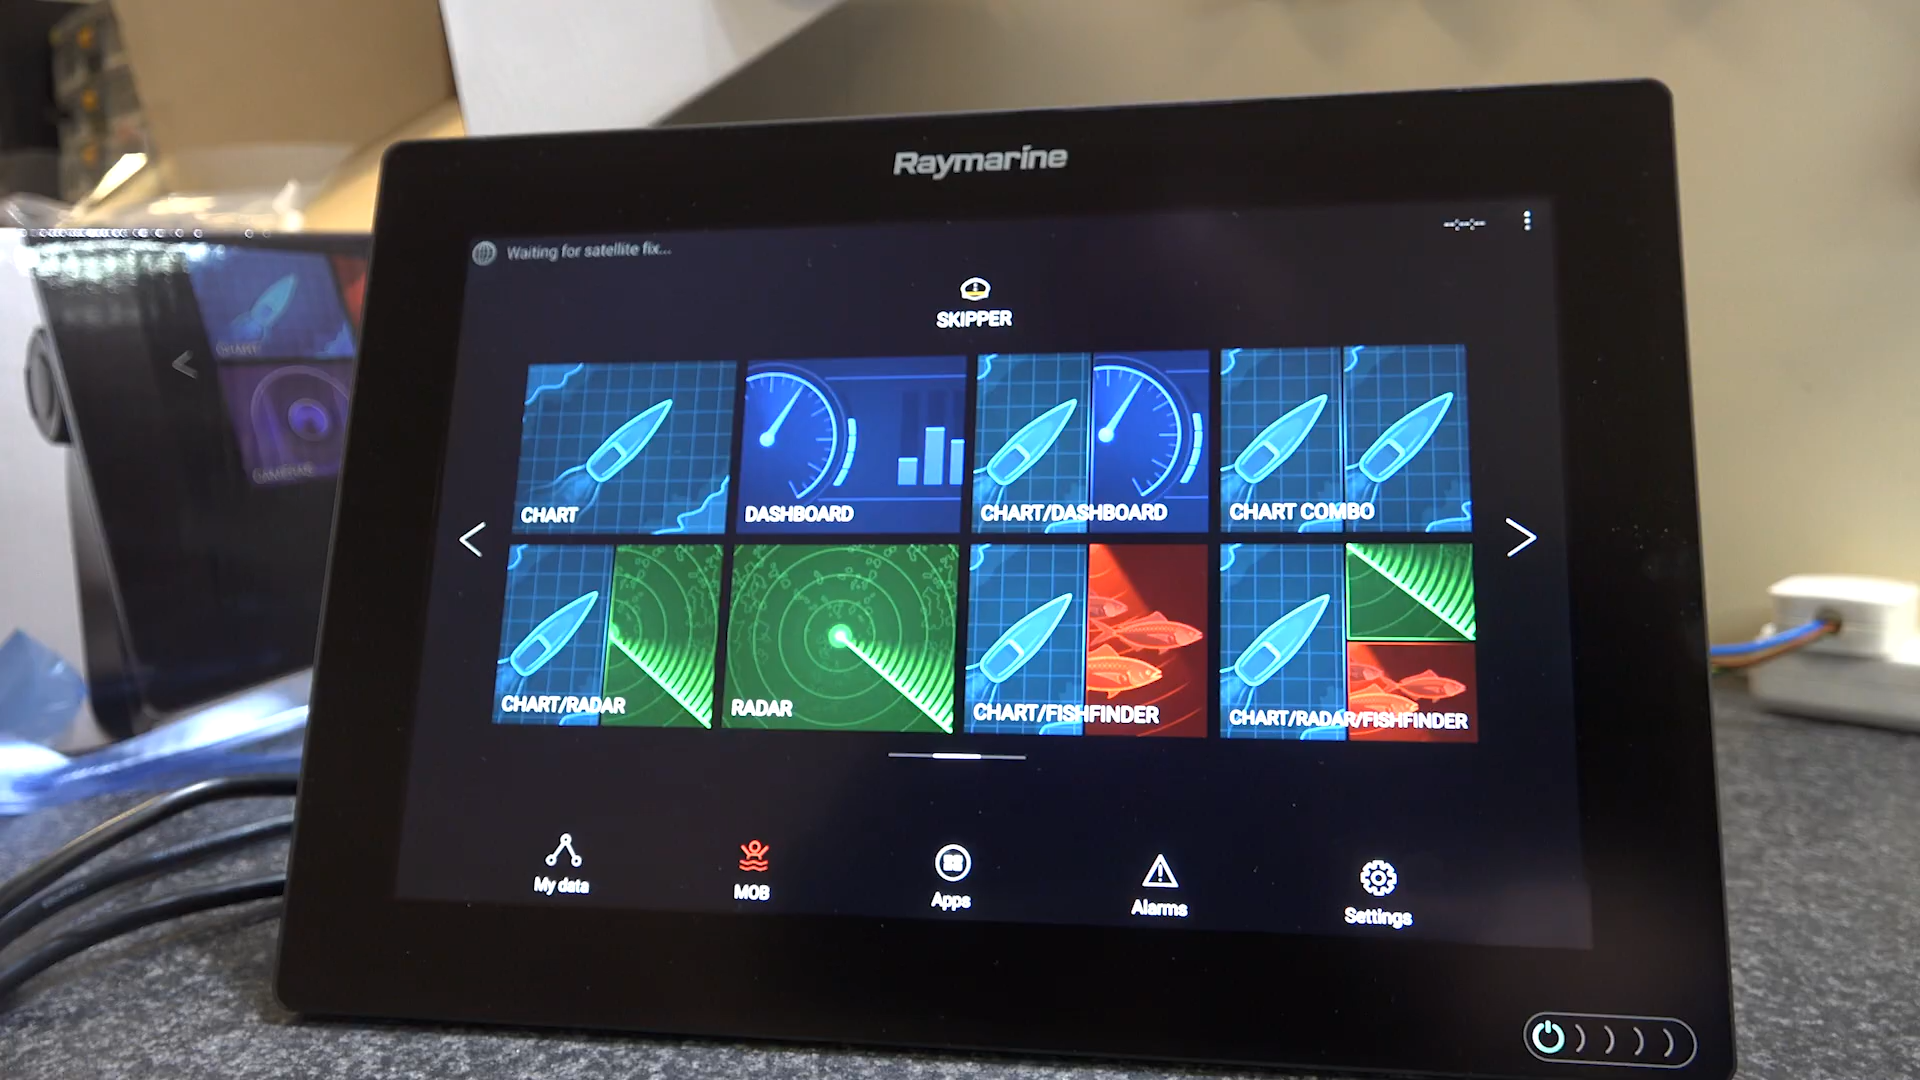 Raymarine
Waiting for satellite fix...
--:--:--
SKIPPER
CHART
DASHBOARD
CHART/DASHBOARD
CHART COMBO
CHART/RADAR
RADAR
CHART/FISHFINDER
CHART/RADAR/FISHFINDER
My data
MOB
Apps
Alarms
Settings
CHART